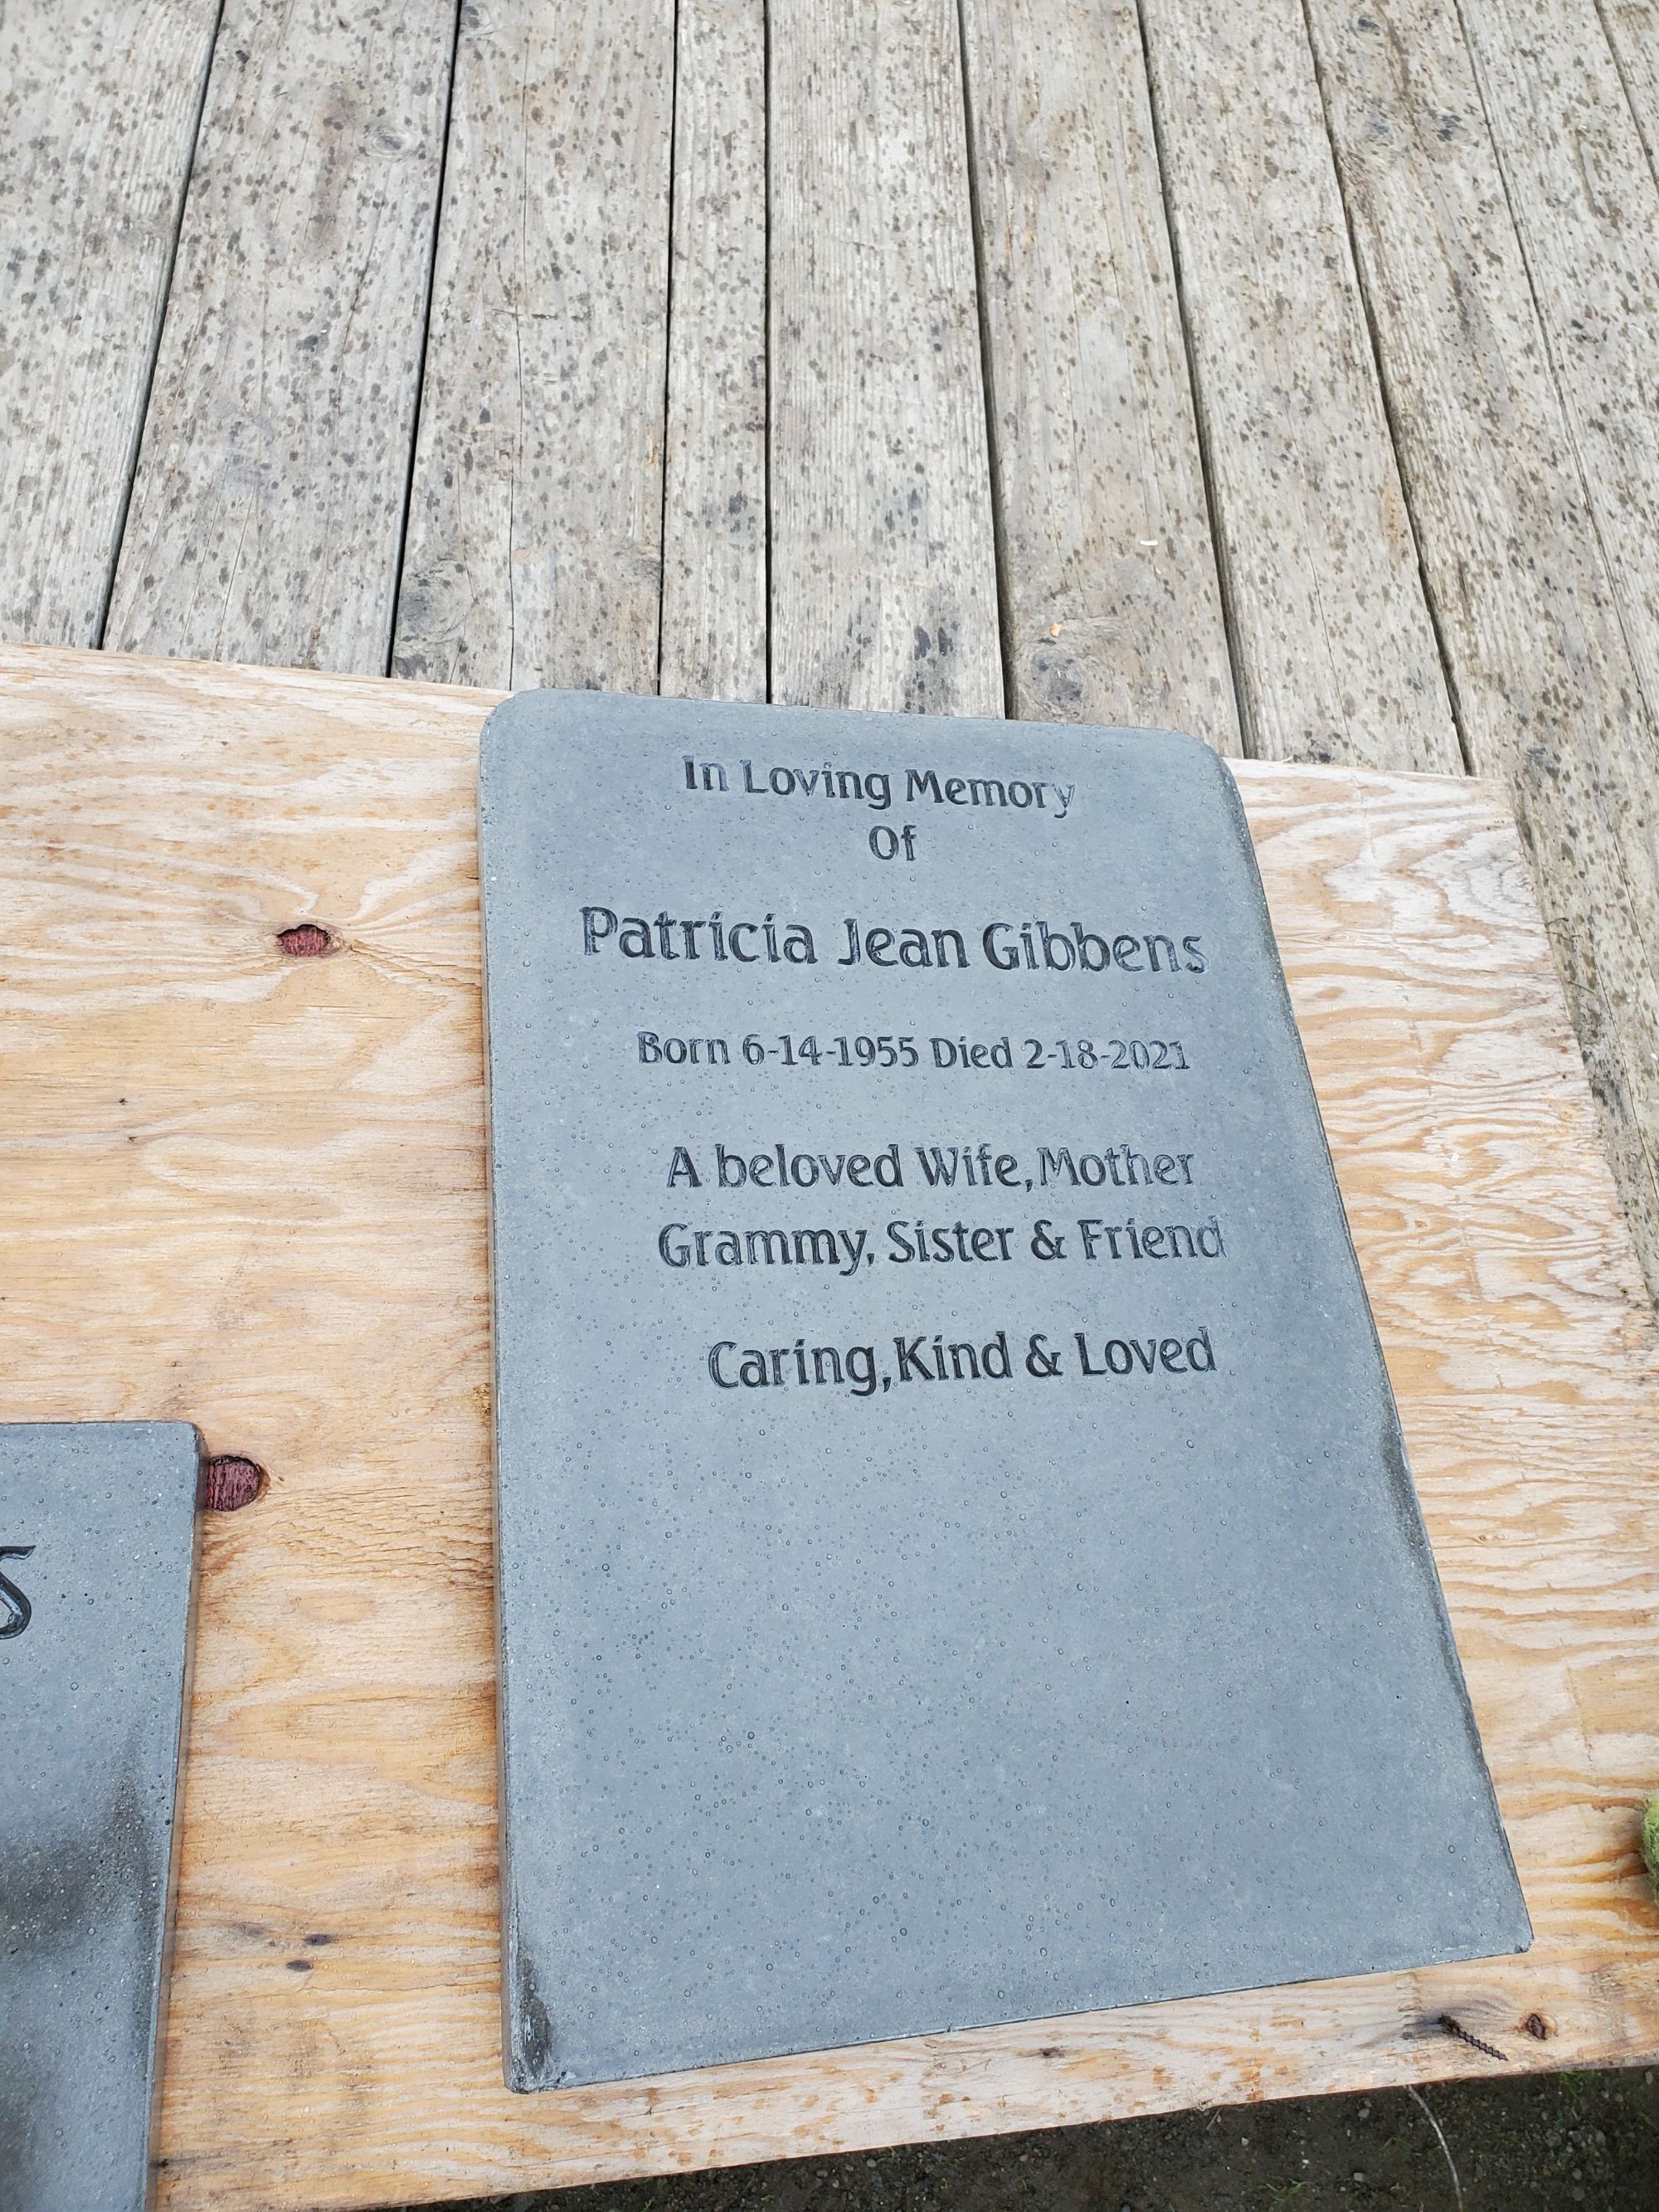 In Loving Memory
Of
Patricia Jean Gibbens
Born 6-14-1955 Died 2-18-2021
A beloved Wife, Mother
Grammy, Sister & Friend
Caring, Kind & Loved
s